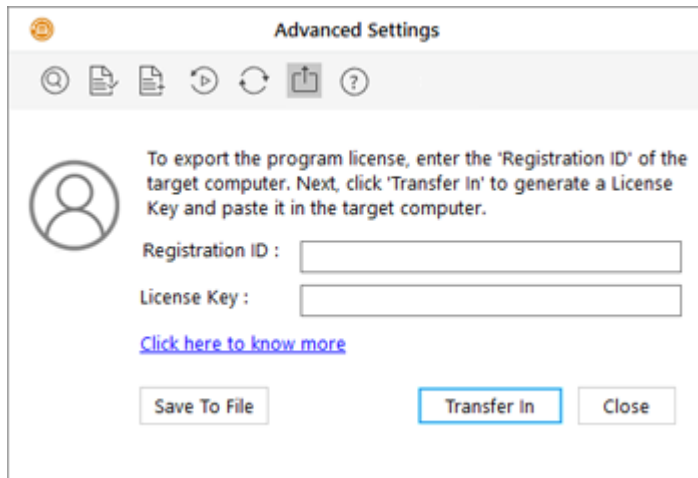 Advanced Settings
To export the program license, enter the 'Registration ID' of the
target computer. Next, click 'Transfer In' to generate a License
Key and paste it in the target computer.
Registration ID :
License Key :
Click here to know more
Save To File
Transfer In
Close